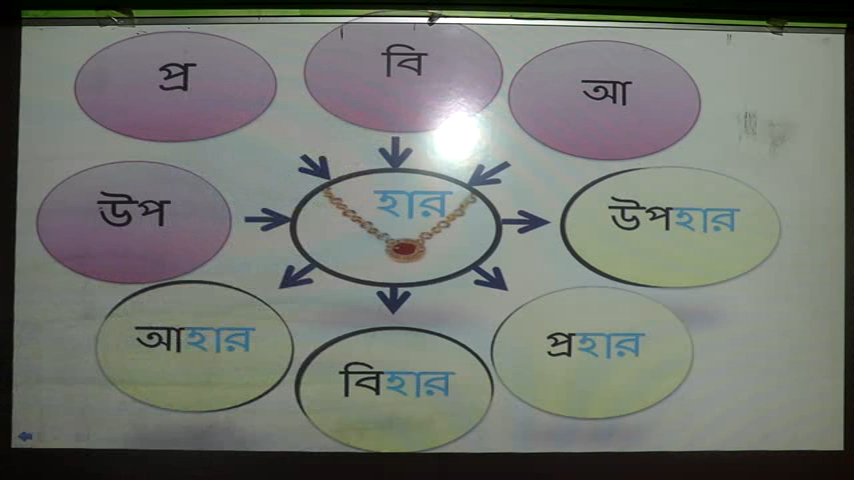 প্র
বি
আ
উপ
হার
উপহার
আহার
বিহার
প্রহার